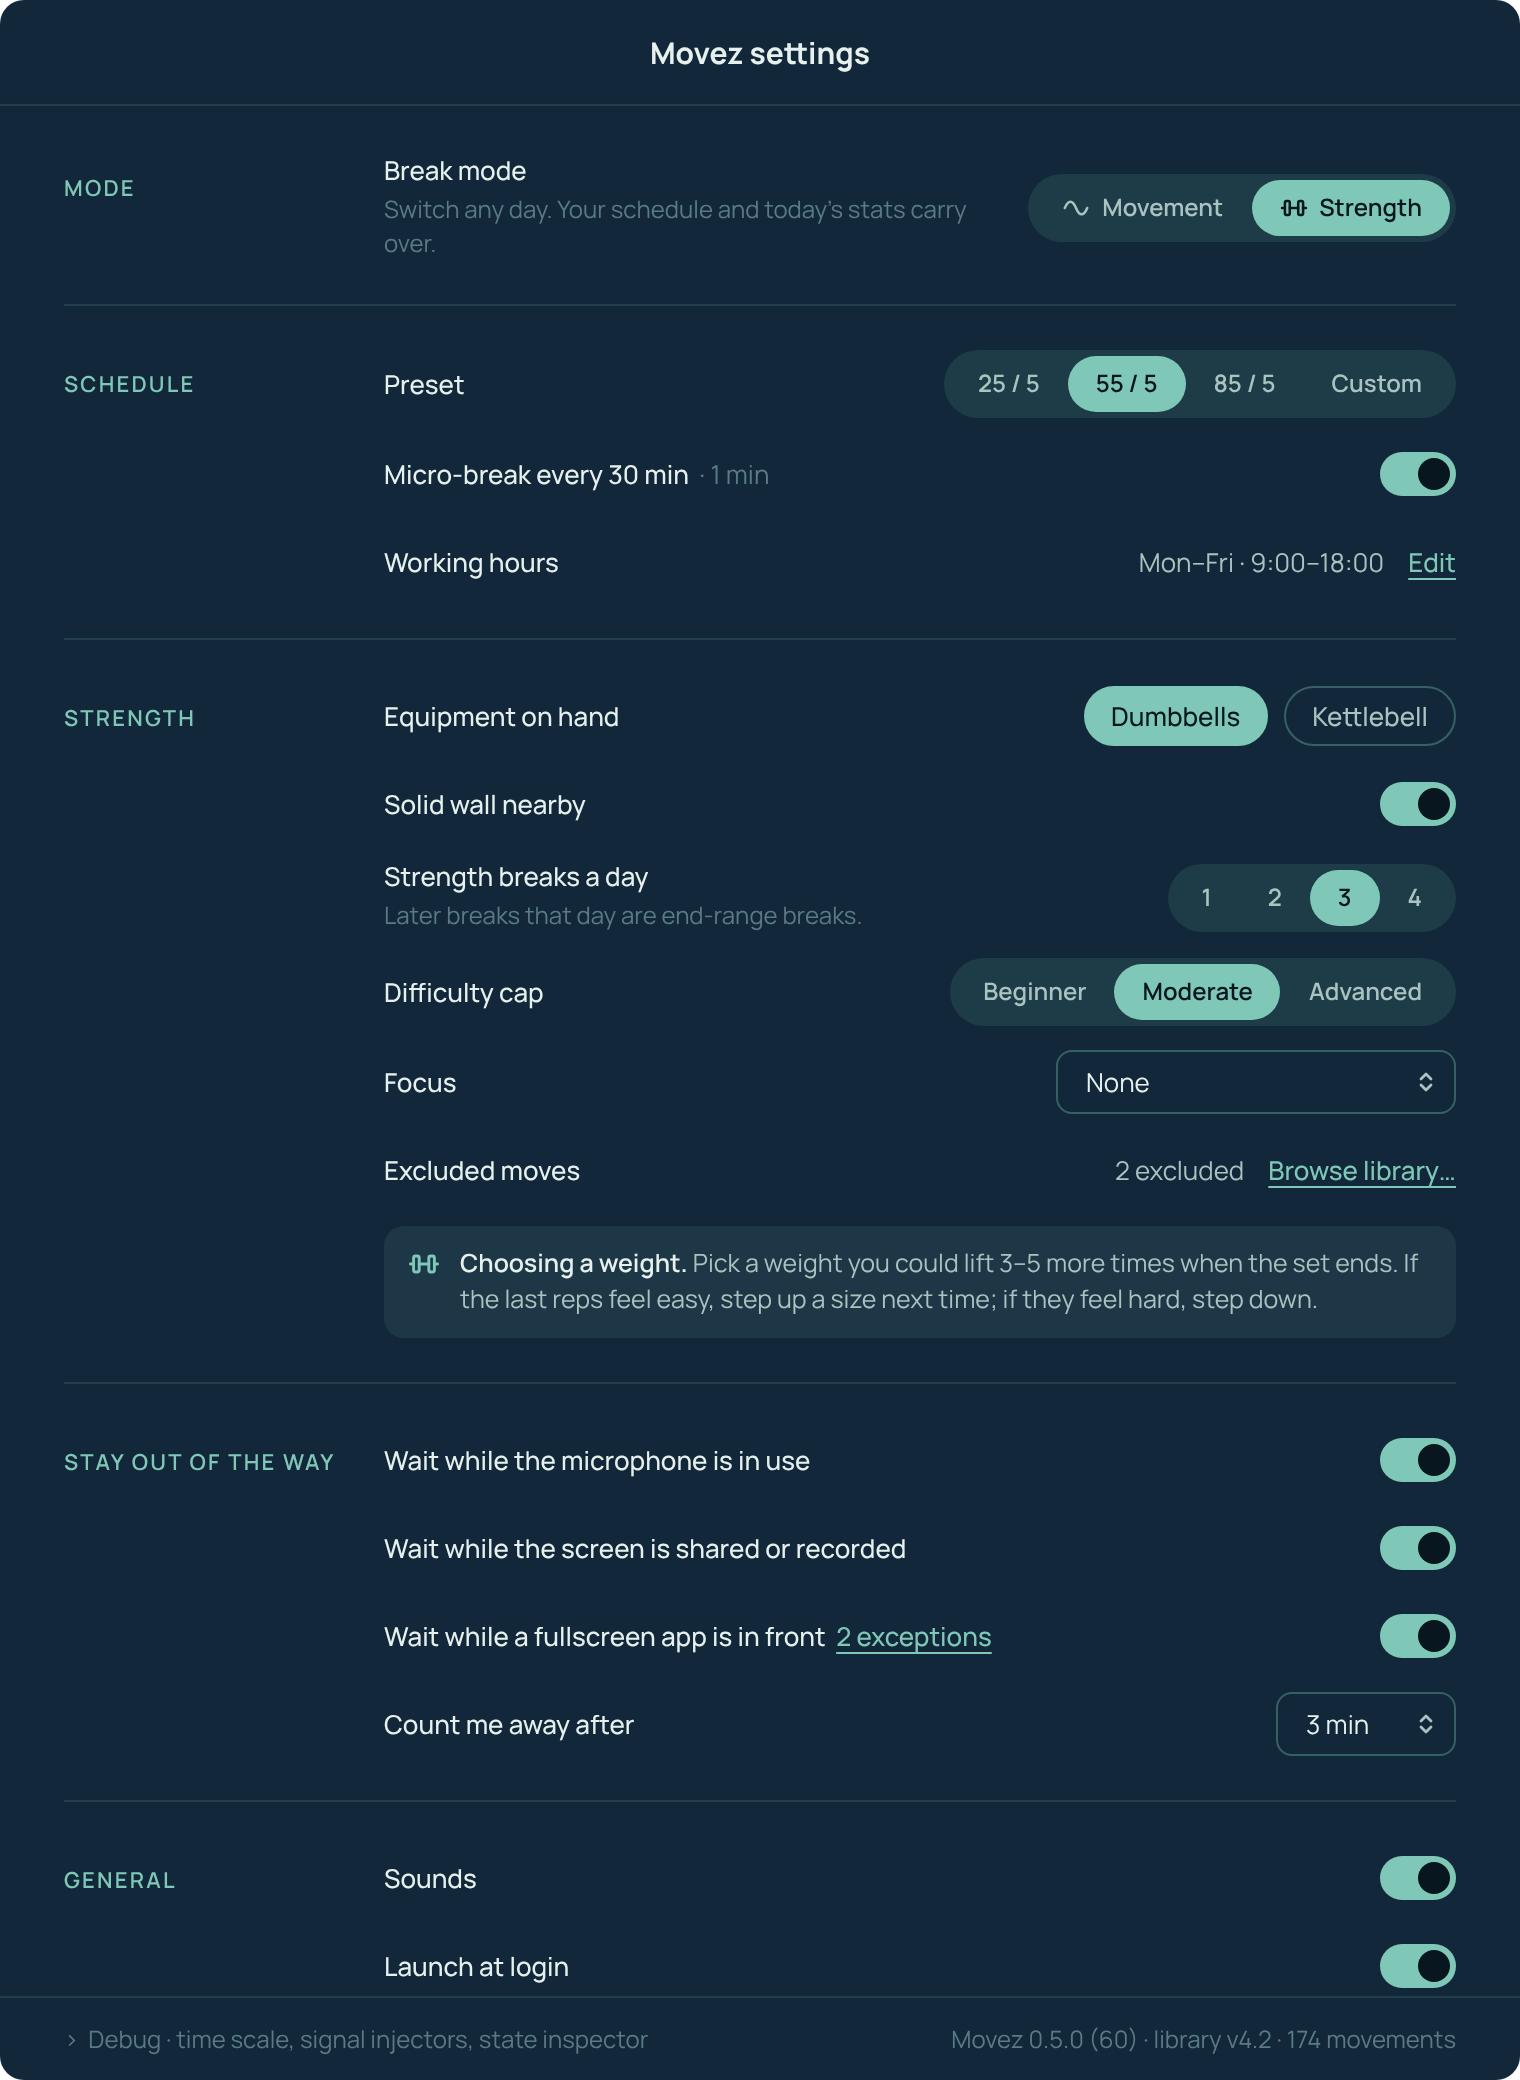 Movez settings
MODE
Break mode
Switch any day. Your schedule and today's stats carry
over.
Movement
Strength
SCHEDULE
Preset
25 / 5
55 / 5
85 / 5
Custom
Micro-break every 30 min · 1 min
Working hours
Mon–Fri · 9:00–18:00
Edit
STRENGTH
Equipment on hand
Dumbbells
Kettlebell
Solid wall nearby
Strength breaks a day
Later breaks that day are end-range breaks.
1
2
3
4
Difficulty cap
Beginner
Moderate
Advanced
Focus
None
Excluded moves
2 excluded
Browse library…
Choosing a weight. Pick a weight you could lift 3–5 more times when the set ends. If
the last reps feel easy, step up a size next time; if they feel hard, step down.
STAY OUT OF THE WAY
Wait while the microphone is in use
Wait while the screen is shared or recorded
Wait while a fullscreen app is in front 2 exceptions
Count me away after
3 min
GENERAL
Sounds
Launch at login
› Debug · time scale, signal injectors, state inspector
Movez 0.5.0 (60) · library v4.2 · 174 movements